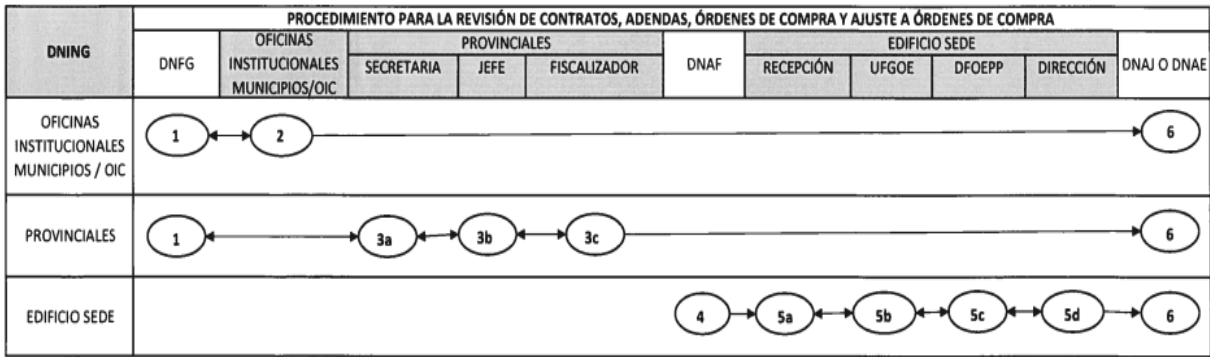 PROCEDIMIENTO PARA LA REVISIÓN DE CONTRATOS, ADENDAS, ÓRDENES DE COMPRA Y AJUSTE A ÓRDENES DE COMPRA
DNING
DNFG
OFICINAS
INSTITUCIONALES
MUNICIPIOS/OIC
PROVINCIALES
SECRETARIA
JEFE
FISCALIZADOR
DNAF
EDIFICIO SEDE
RECEPCIÓN
UFGOE
DFOEPP
DIRECCIÓN
DNAJ O DNAE
OFICINAS
INSTITUCIONALES
MUNICIPIOS / OIC
1
2
6
PROVINCIALES
1
3a
3b
3c
6
EDIFICIO SEDE
4
5a
5b
5c
5d
6